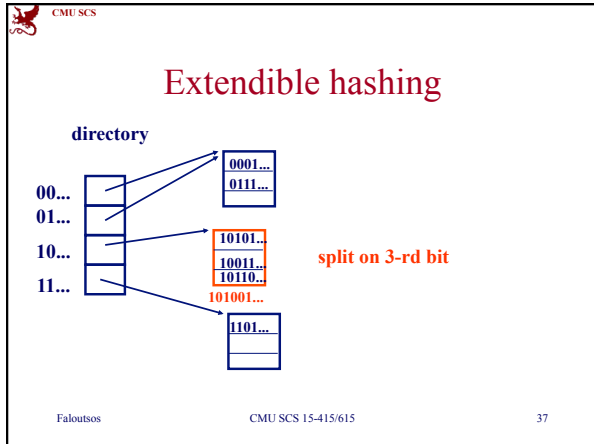 CMU SCS
Extendible hashing
directory
00...
01...
10...
11...
0001...
0111...
10101...
10011...
10110...
101001...
1101...
split on 3-rd bit
Faloutsos
CMU SCS 15-415/615
37